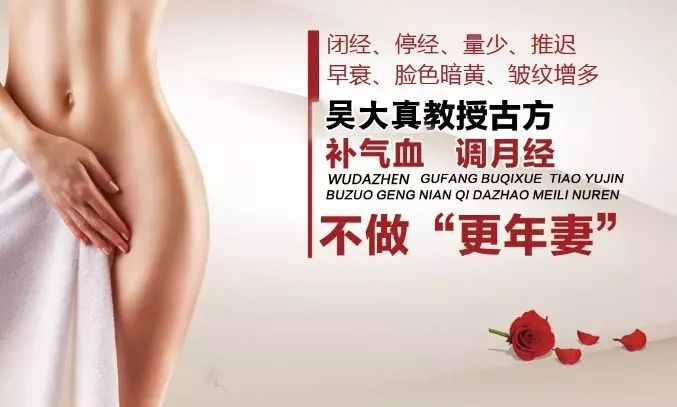 闭经、停经、量少、推迟
早衰、脸色暗黄、皱纹增多
吴大真教授古方
补气血 调月经
WUDAZHEN GUFANG BUQIXUE TIAO YUJIN
BUZUO GENG NIAN QI DAZHAO MEILI NUREN
不做“更年妻”